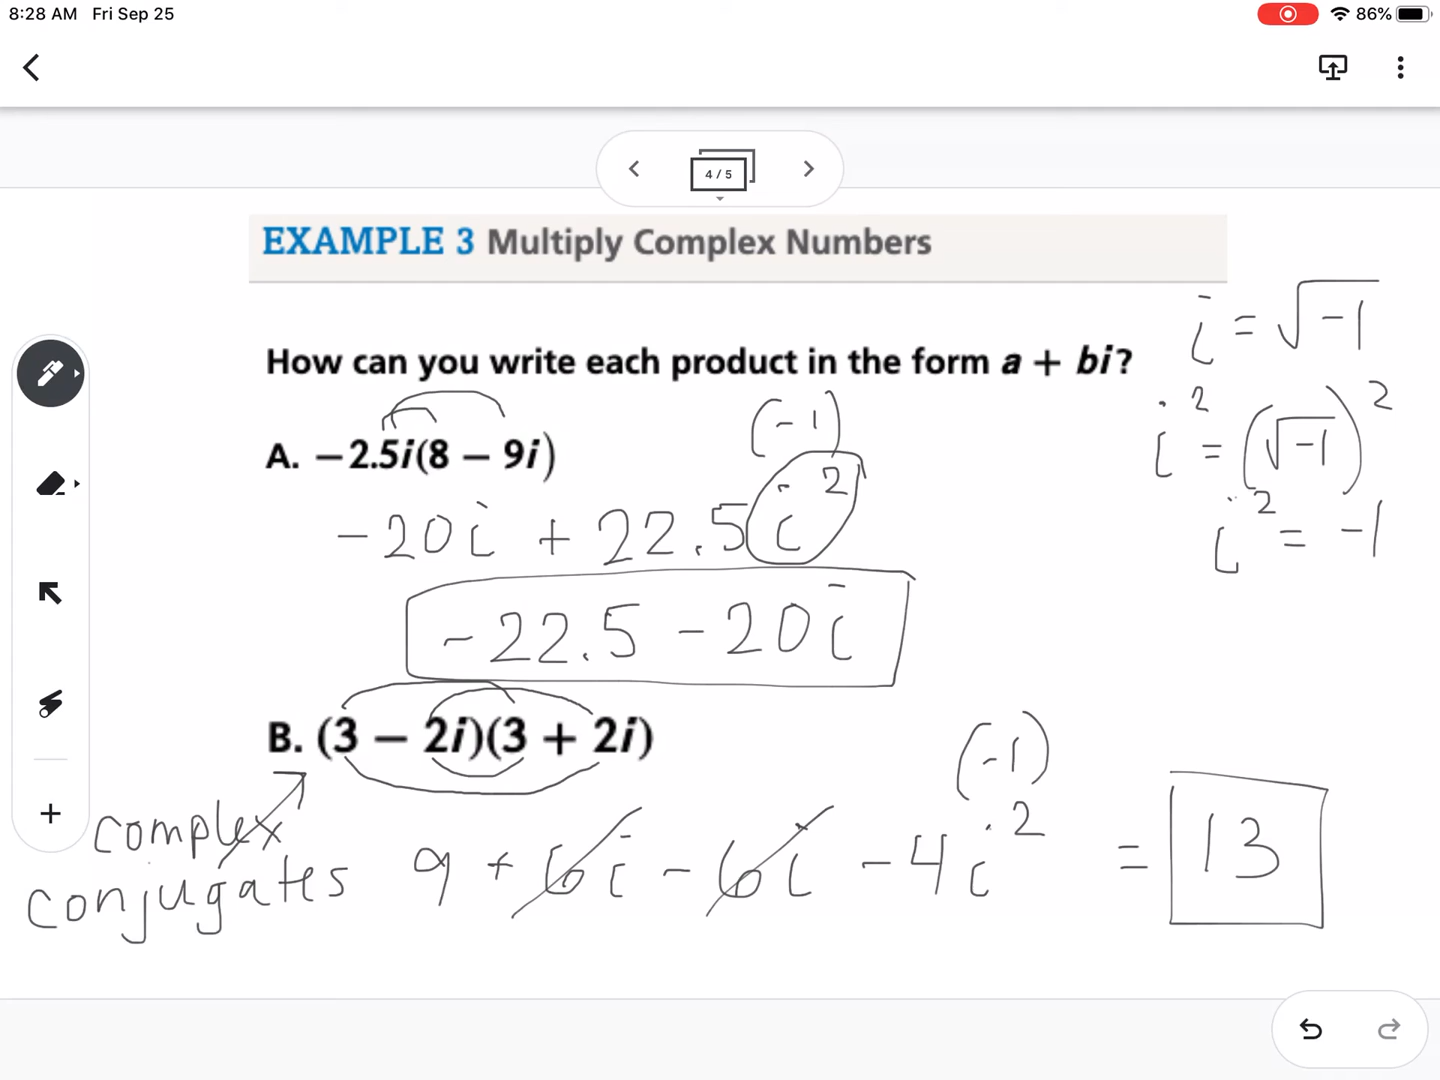 8:28 AM Fri Sep 25
86%
4 / 5
EXAMPLE 3 Multiply Complex Numbers
i = √-1
How can you write each product in the form a + bi?
i² = (√-1)²
(-1)
A. −2.5i(8 − 9i)
-20i + 22.5i²
i² = -1
-22.5 - 20i
B. (3 − 2i)(3 + 2i)
(-1)
complex
conjugates
9 + 6i - 6i - 4i² = 13